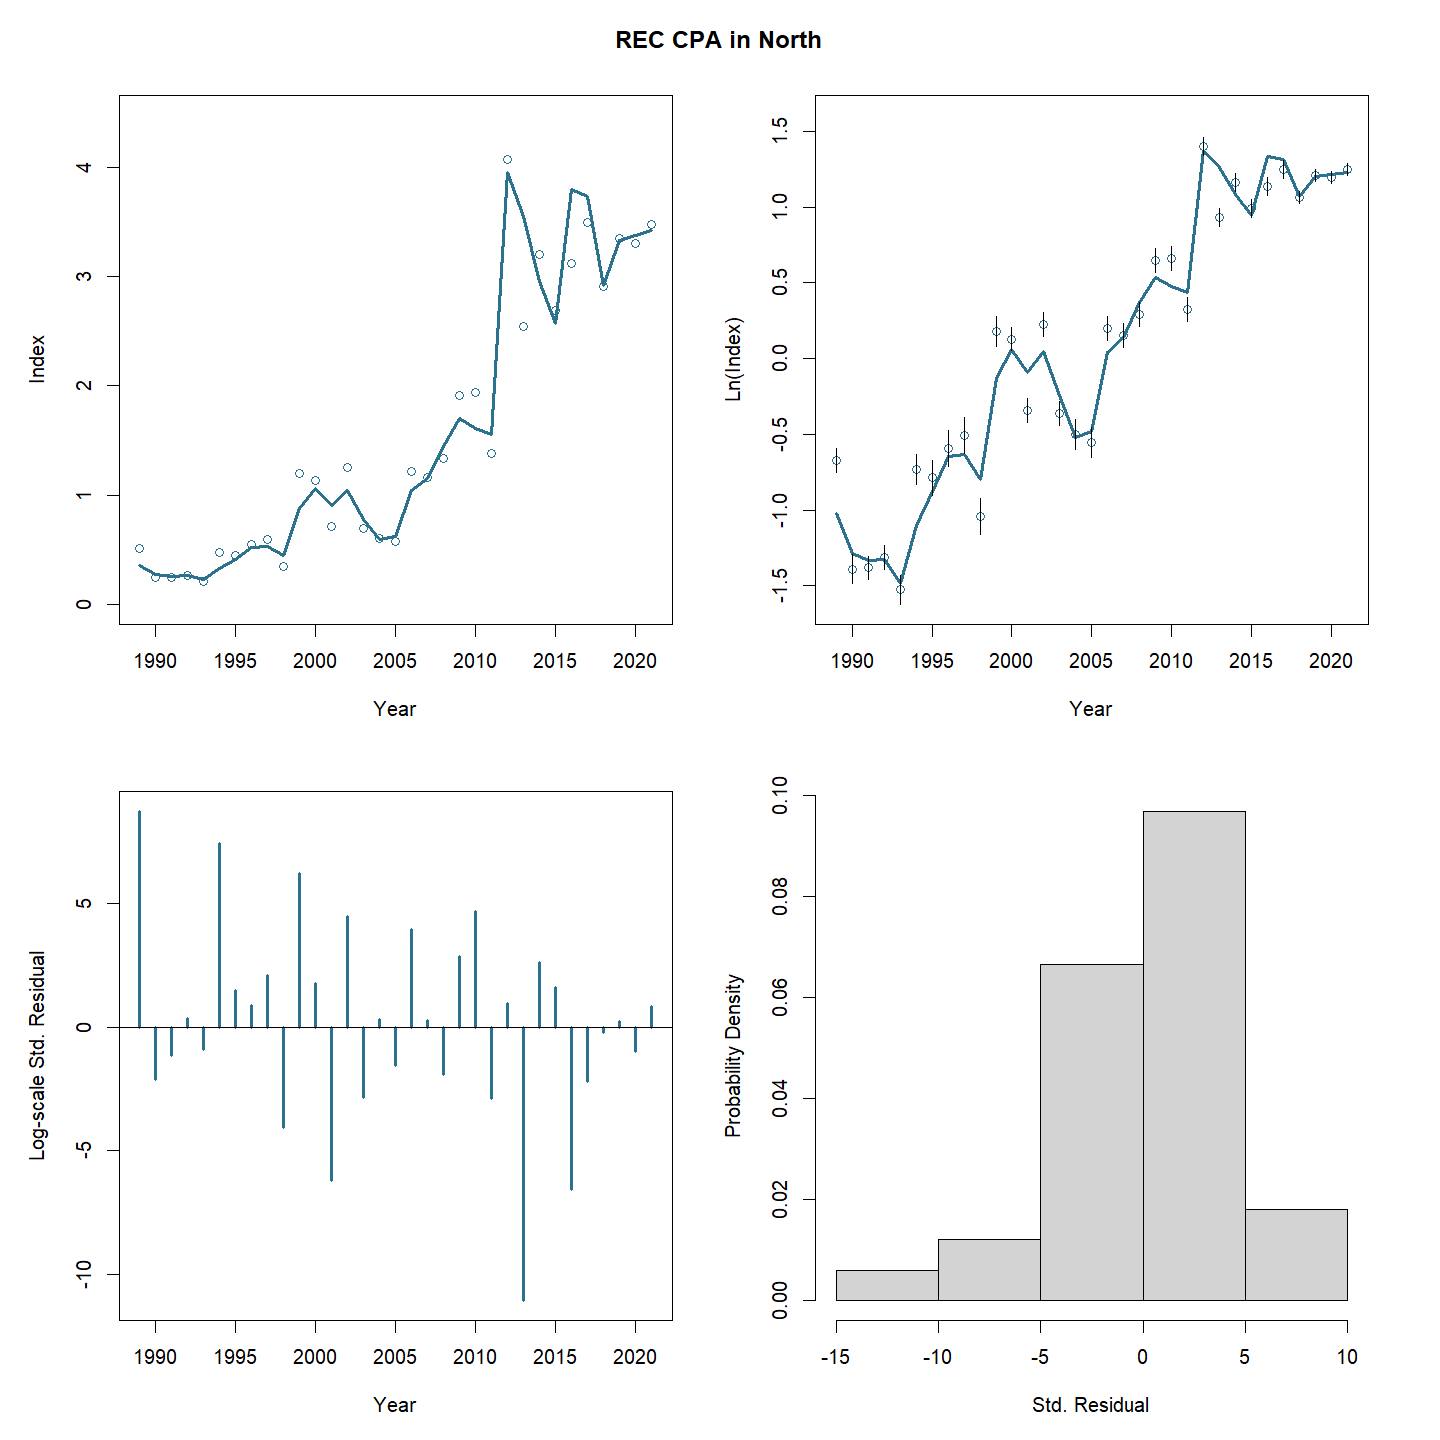 REC CPA in North
Index
4
3
2
1
0
1990 1995 2000 2005 2010 2015 2020
Year
Ln(Index)
1.5
1.0
0.5
0.0
-0.5
-1.0
-1.5
1990 1995 2000 2005 2010 2015 2020
Year
Log-scale Std. Residual
5
0
-5
-10
1990 1995 2000 2005 2010 2015 2020
Year
Probability Density
0.10
0.08
0.06
0.04
0.02
0.00
-15 -10 -5 0 5 10
Std. Residual